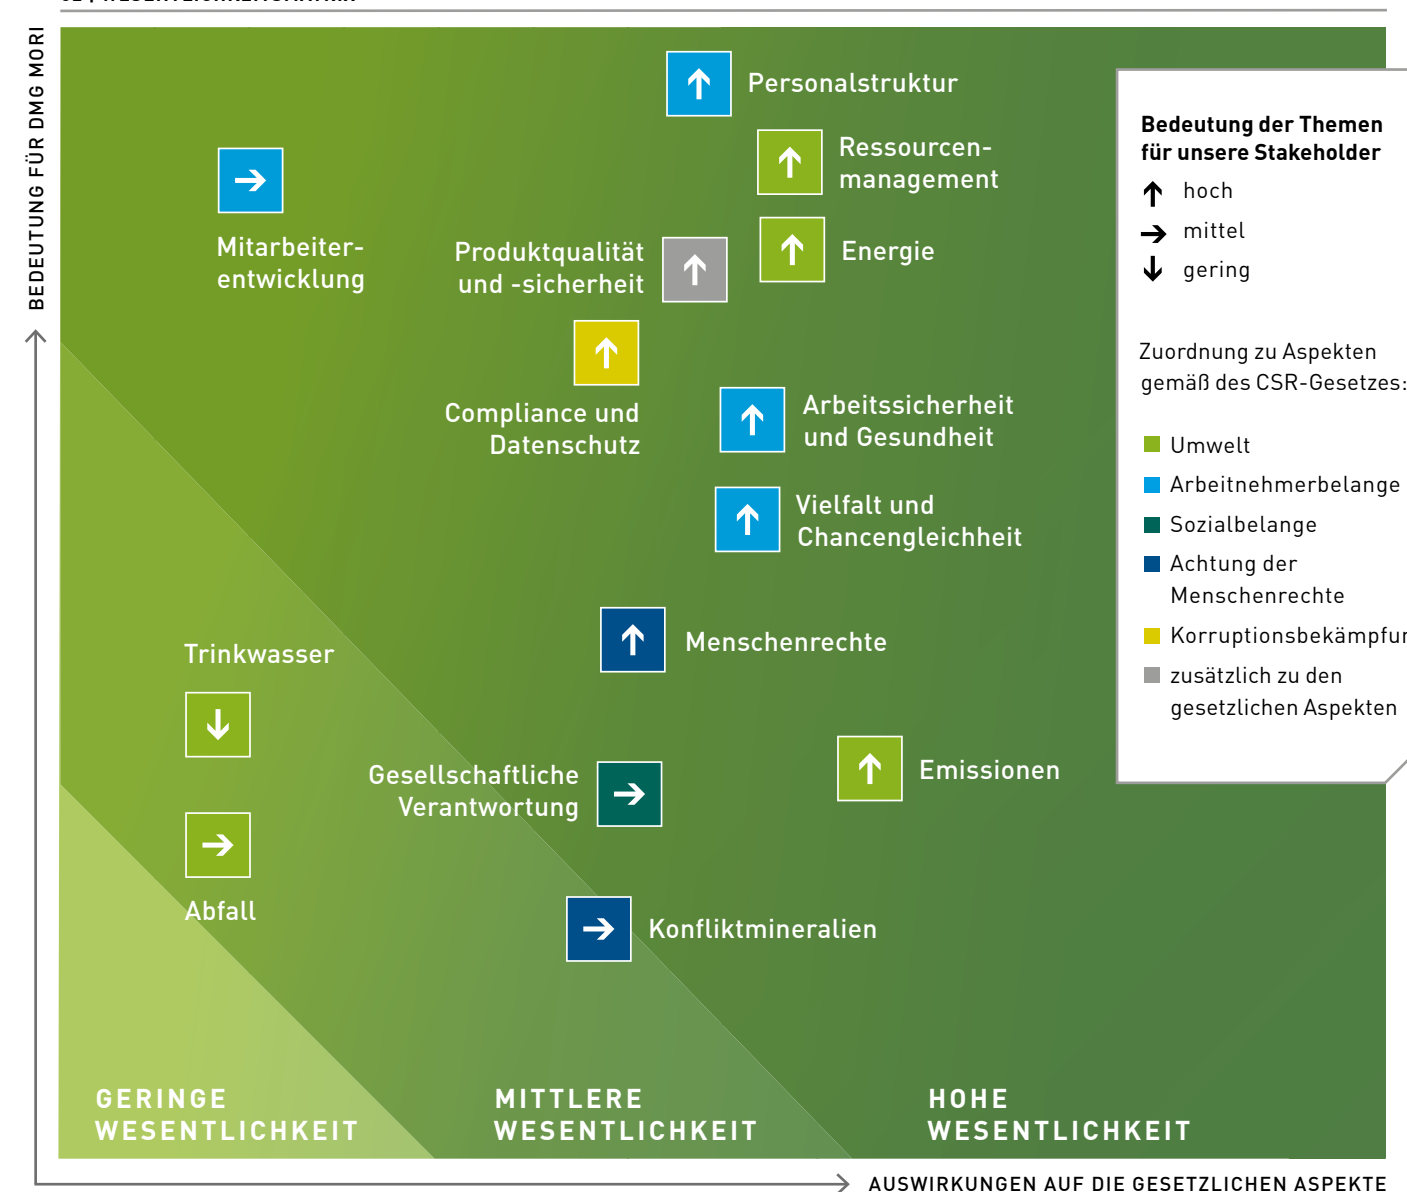 BEDEUTUNG FÜR DMG MORI
Personalstruktur
Ressourcen-
management
Mitarbeiter-
entwicklung
Produktqualität
und -sicherheit
Energie
Compliance und
Datenschutz
Arbeitssicherheit
und Gesundheit
Vielfalt und
Chancengleichheit
Menschenrechte
Trinkwasser
Gesellschaftliche
Verantwortung
Emissionen
Abfall
Konfliktmineralien
GERINGE
WESENTLICHKEIT
MITTLERE
WESENTLICHKEIT
HOHE
WESENTLICHKEIT
AUSWIRKUNGEN AUF DIE GESETZLICHEN ASPEKTE
Bedeutung der Themen
für unsere Stakeholder
hoch
mittel
gering
Zuordnung zu Aspekten
gemäß des CSR-Gesetzes:
Umwelt
Arbeitnehmerbelange
Sozialbelange
Achtung der
Menschenrechte
Korruptionsbekämpfun
zusätzlich zu den
gesetzlichen Aspekten